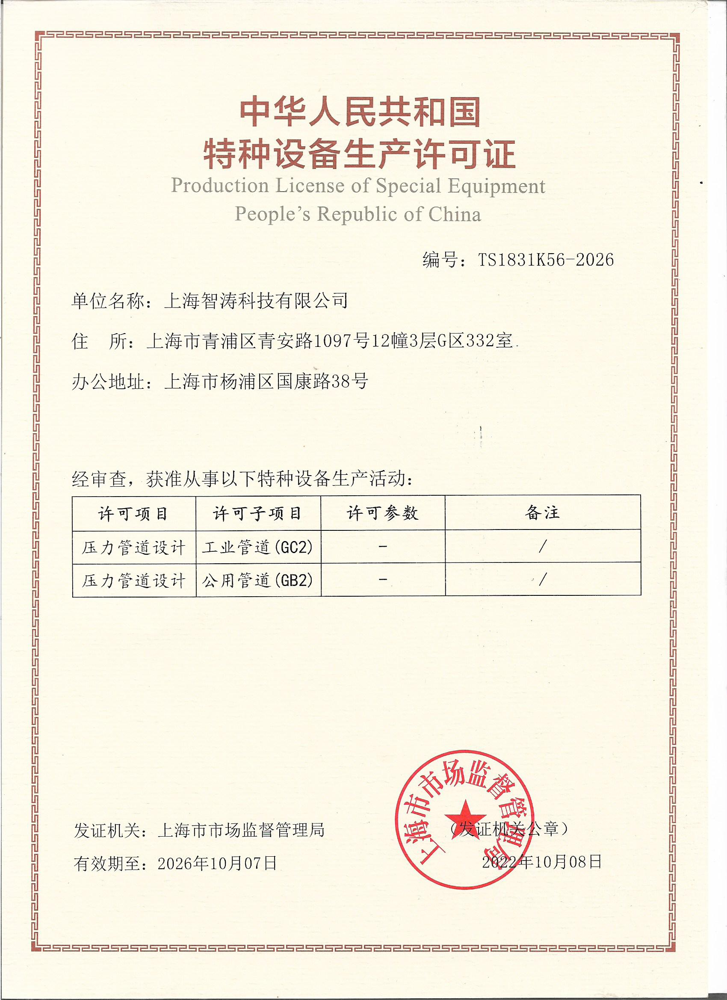 中华人民共和国
特种设备生产许可证
Production License of Special Equipment
People's Republic of China
编号：TS1831K56-2026
单位名称：上海智涛科技有限公司
住 所：上海市青浦区青安路1097号12幢3层G区332室.
办公地址：上海市杨浦区国康路38号
经审查，获准从事以下特种设备生产活动：
许可项目 许可子项目 许可参数 备注
压力管道设计 工业管道(GC2) - /
压力管道设计 公用管道(GB2) - /
上海市市场监督管理局
发证机关：上海市市场监督管理局 （发证机关公章）
有效期至：2026年10月07日 2022年10月08日